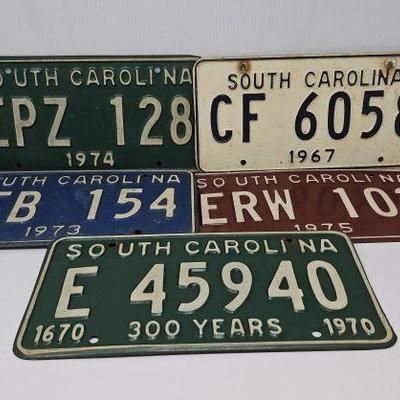 SOUTH CAROLINA
EPZ 128
1974
SOUTH CAROLINA
CF 6058
1967
SOUTH CAROLINA
B 154
1973
SOUTH CAROLINA
ERW 10
1975
SOUTH CAROLINA
E 45940
1670 300 YEARS 1970